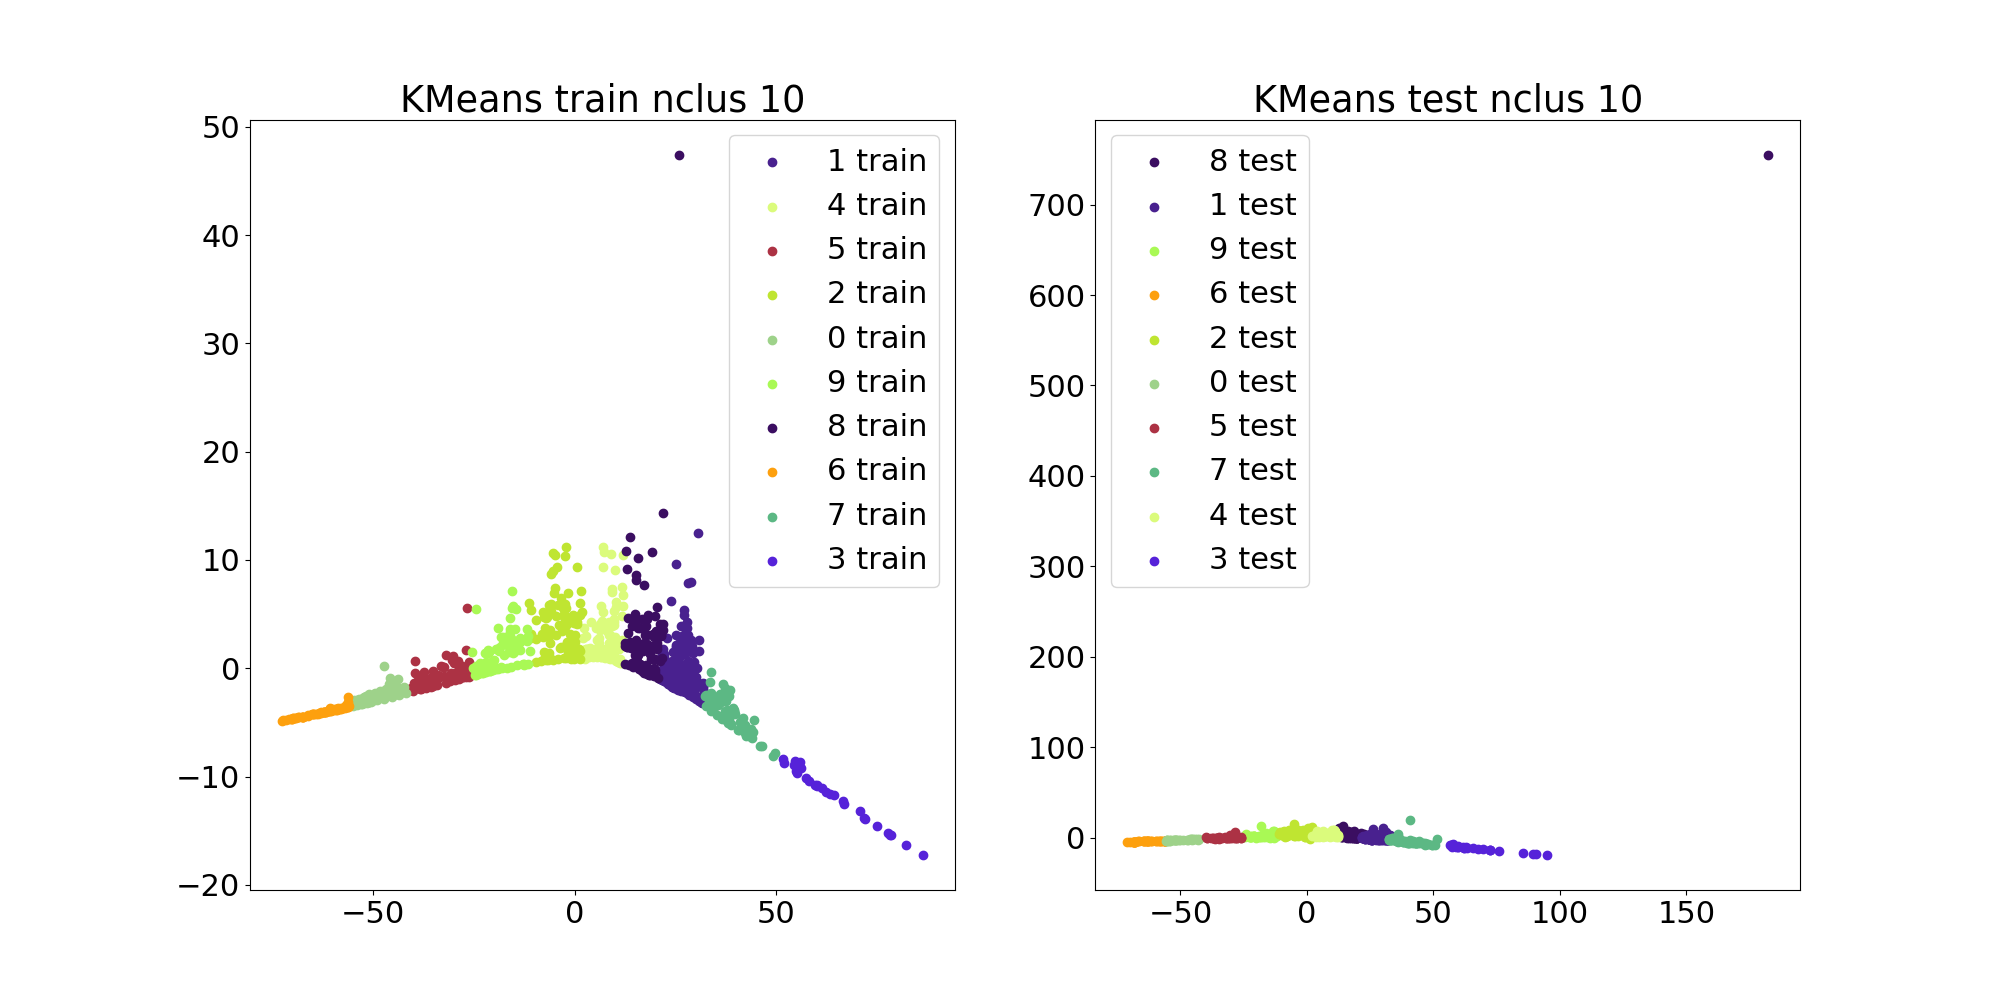 KMeans train nclus 10
50
40
30
20
10
0
−10
−20
−50
0
50
1 train
4 train
5 train
2 train
0 train
9 train
8 train
6 train
7 train
3 train
KMeans test nclus 10
700
600
500
400
300
200
100
0
−50
0
50
100
150
8 test
1 test
9 test
6 test
2 test
0 test
5 test
7 test
4 test
3 test